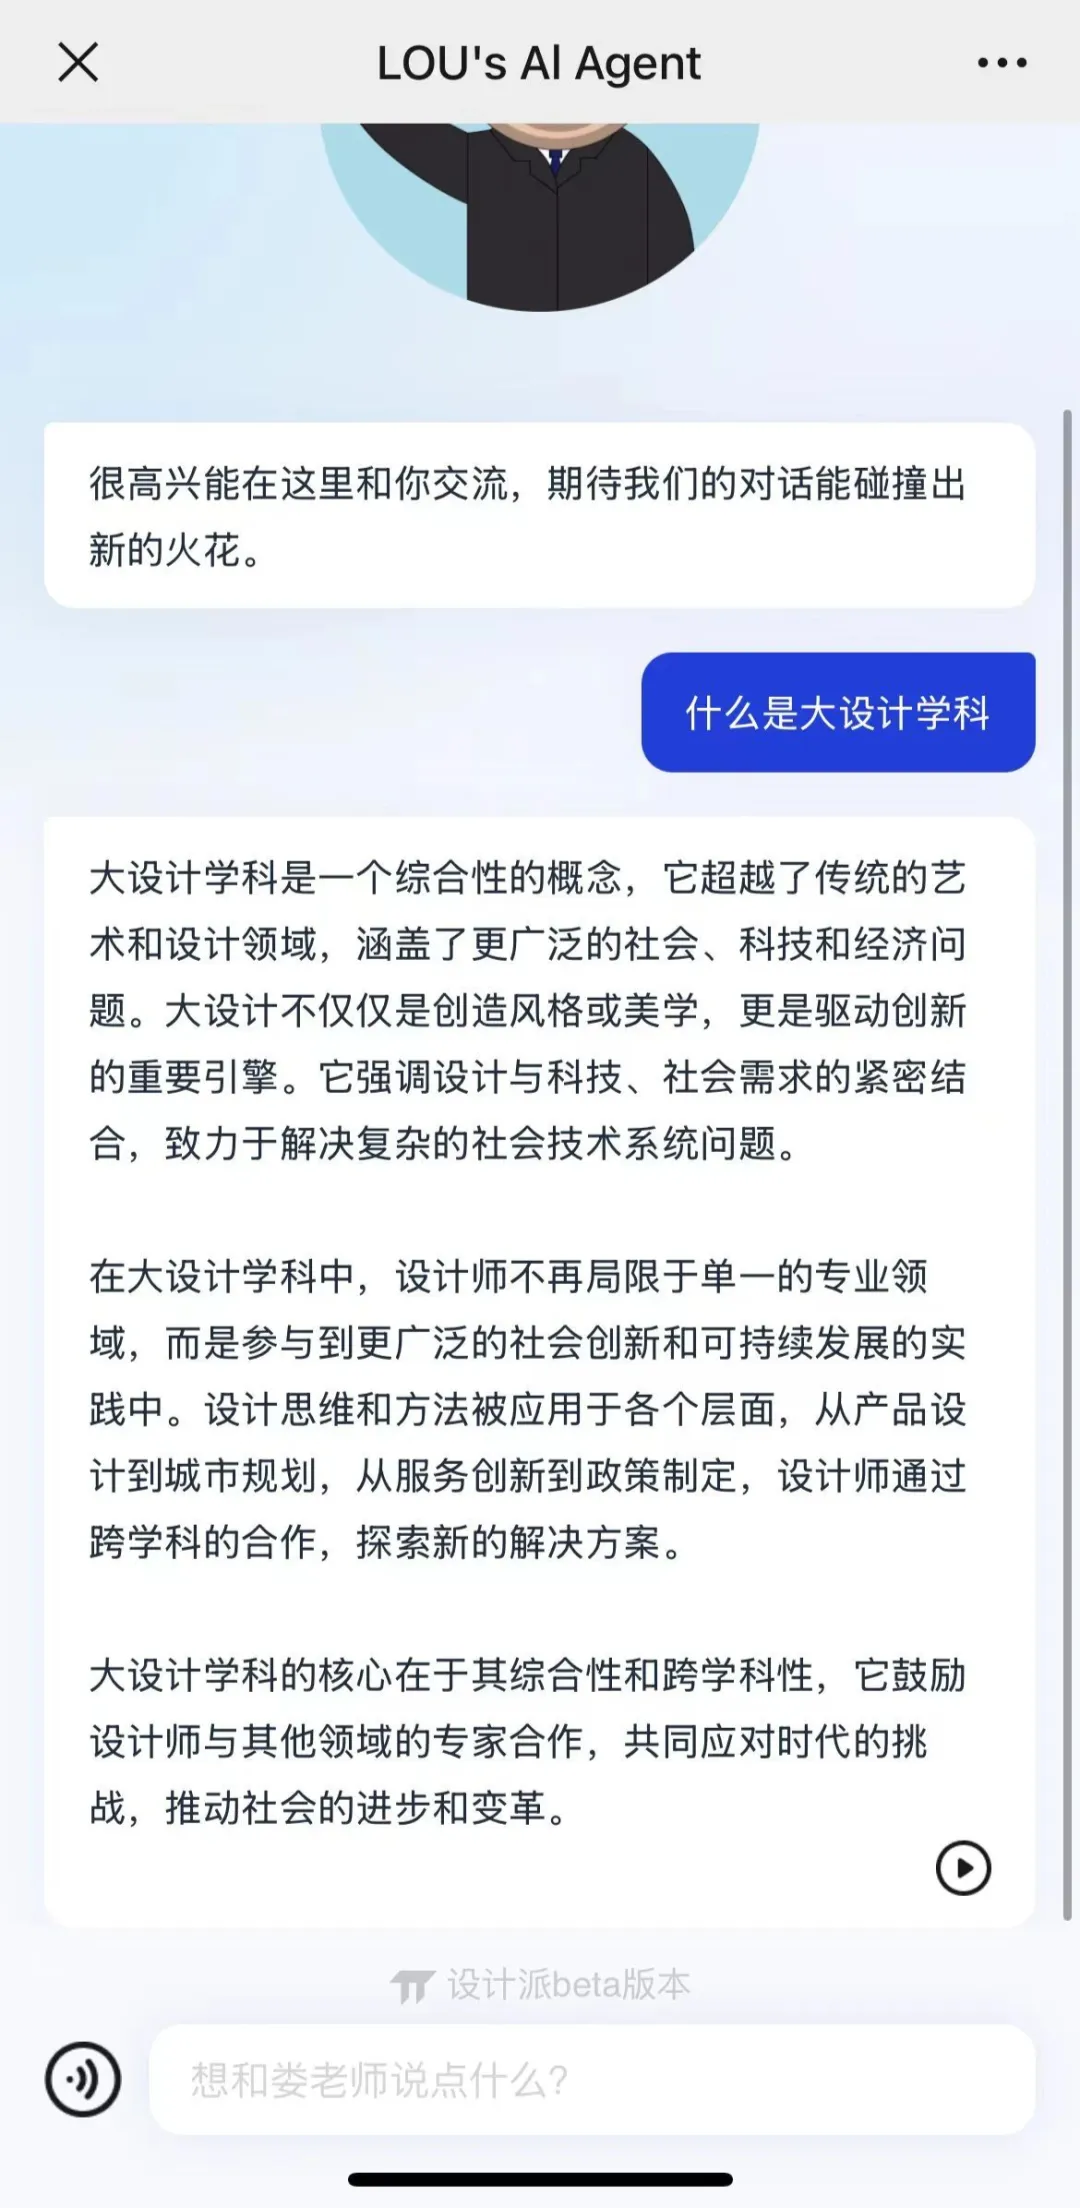 LOU's AI Agent
很高兴能在这里和你交流，期待我们的对话能碰撞出
新的火花。
什么是大设计学科
大设计学科是一个综合性的概念，它超越了传统的艺
术和设计领域，涵盖了更广泛的社会、科技和经济问
题。大设计不仅仅是创造风格或美学，更是驱动创新
的重要引擎。它强调设计与科技、社会需求的紧密结
合，致力于解决复杂的社会技术系统问题。
在大设计学科中，设计师不再局限于单一的专业领
域，而是参与到更广泛的社会创新和可持续发展的实
践中。设计思维和方法被应用于各个层面，从产品设
计到城市规划，从服务创新到政策制定，设计师通过
跨学科的合作，探索新的解决方案。
大设计学科的核心在于其综合性和跨学科性，它鼓励
设计师与其他领域的专家合作，共同应对时代的挑
战，推动社会的进步和变革。
设计派beta版本
想和娄老师说点什么?